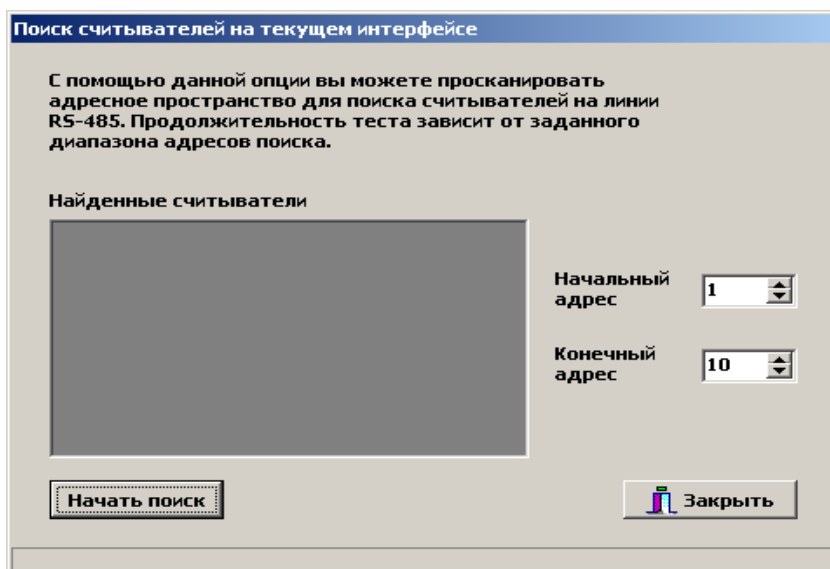 Поиск считывателей на текущем интерфейсе
С помощью данной опции вы можете просканировать
адресное пространство для поиска считывателей на линии
RS-485. Продолжительность теста зависит от заданного
диапазона адресов поиска.
Найденные считыватели
Начальный
адрес
1
Конечный
адрес
10
Начать поиск
Закрыть